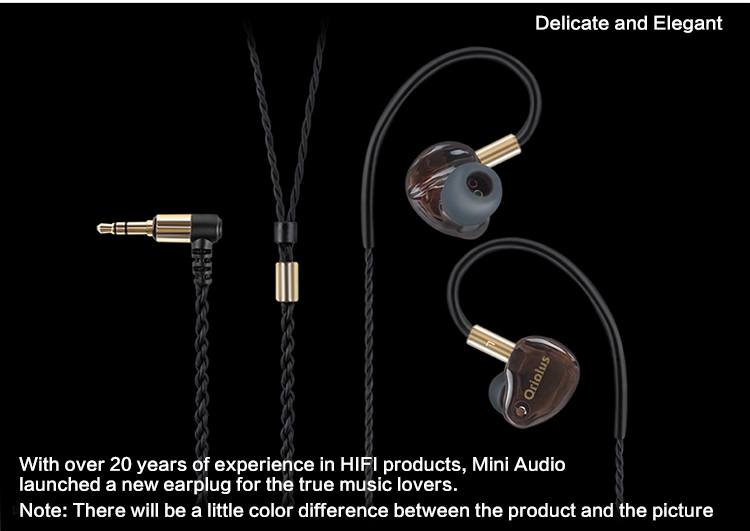 Delicate and Elegant
Qriolus
With over 20 years of experience in HIFI products, Mini Audio
launched a new earplug for the true music lovers.
Note: There will be a little color difference between the product and the picture